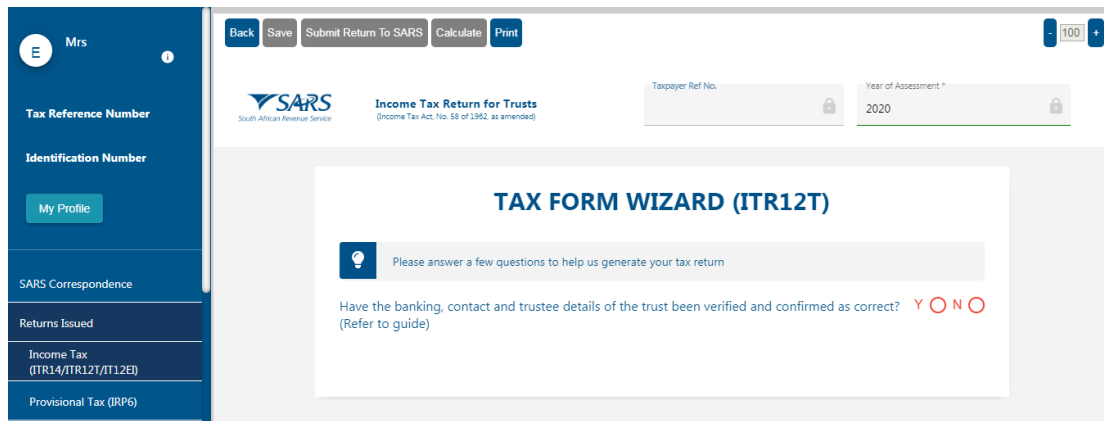 E
Mrs
i
Tax Reference Number
Identification Number
My Profile
SARS Correspondence
Returns Issued
Income Tax
(ITR14/ITR12T/IT12EI)
Provisional Tax (IRP6)
Back Save Submit Return To SARS Calculate Print
- 100 +
SARS
South African Revenue Service
Income Tax Return for Trusts
(Income Tax Act, No. 58 of 1962, as amended)
Taxpayer Ref No.
Year of Assessment *
2020
TAX FORM WIZARD (ITR12T)
Please answer a few questions to help us generate your tax return
Have the banking, contact and trustee details of the trust been verified and confirmed as correct? Y N
(Refer to guide)